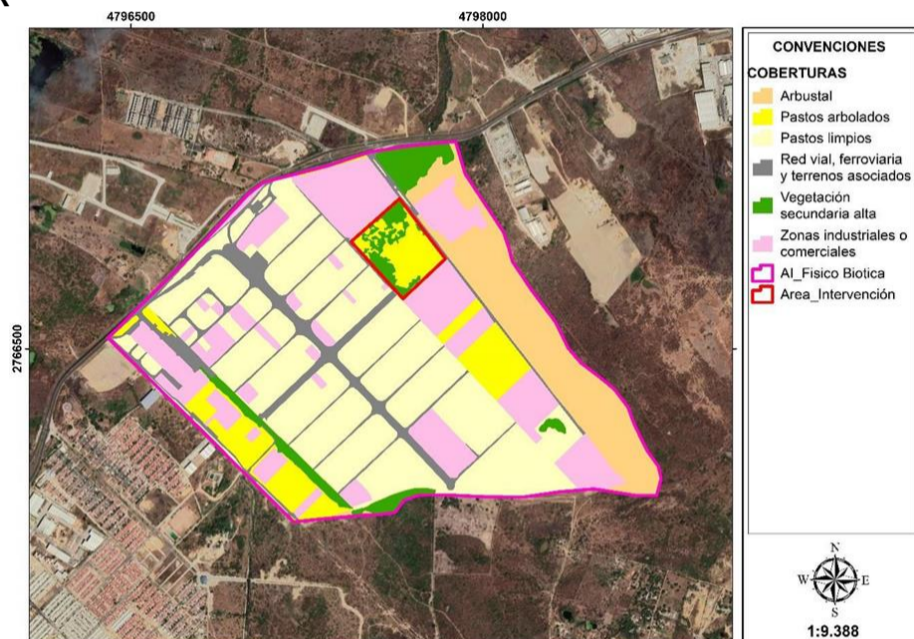 4796500
4798000
2766500
CONVENCIONES
COBERTURAS
Arbustal
Pastos arbolados
Pastos limpios
Red vial, ferroviaria
y terrenos asociados
Vegetación
secundaria alta
Zonas industriales o
comerciales
AI_Fisico Biotica
Area_Intervención
N
W
E
S
1:9.388